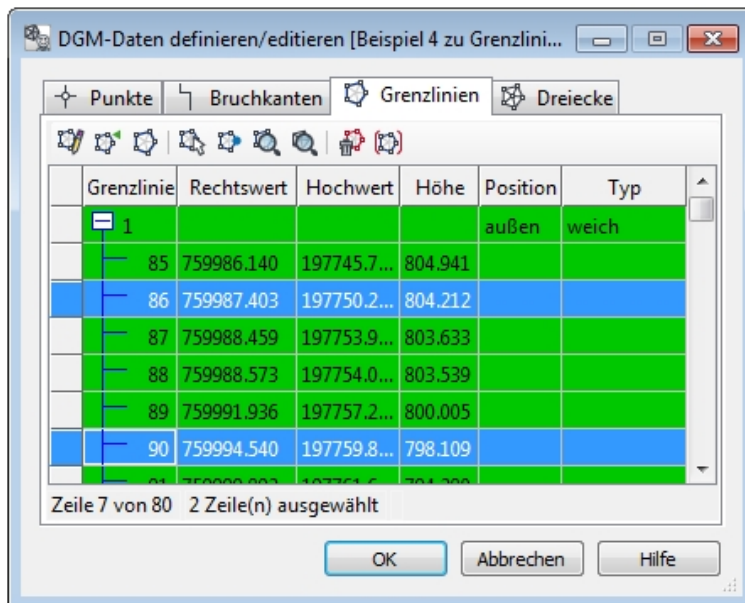 DGM-Daten definieren/editieren [Beispiel 4 zu Grenzlini...
Punkte Bruchkanten Grenzlinien Dreiecke
Grenzlinie Rechtswert Hochwert Höhe Position Typ
1 außen weich
85 759986.140 197745.7... 804.941
86 759987.403 197750.2... 804.212
87 759988.459 197753.9... 803.633
88 759988.573 197754.0... 803.539
89 759991.936 197757.2... 800.005
90 759994.540 197759.8... 798.109
Zeile 7 von 80 2 Zeile(n) ausgewählt
OK Abbrechen Hilfe